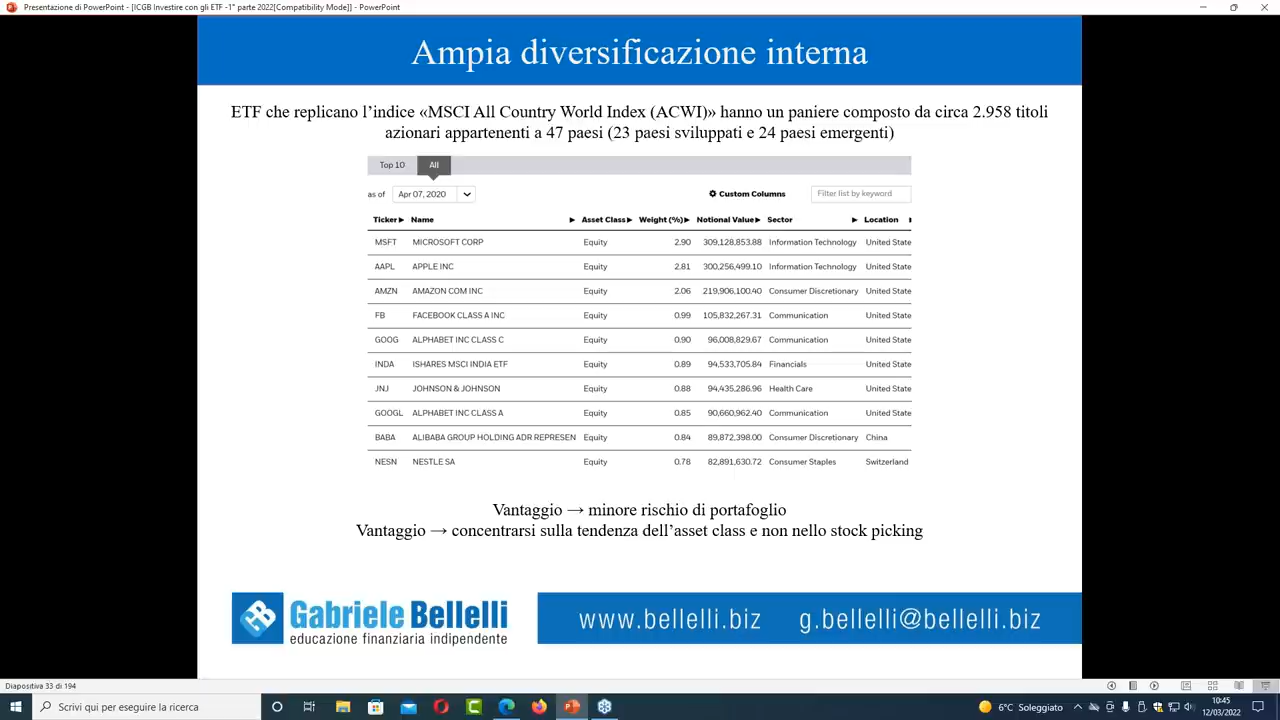 Presentazione di PowerPoint - [ICGB Investire con gli ETF -1° parte 2022[Compatibility Mode]] - PowerPoint
Ampia diversificazione interna
ETF che replicano l’indice «MSCI All Country World Index (ACWI)» hanno un paniere composto da circa 2.958 titoli
azionari appartenenti a 47 paesi (23 paesi sviluppati e 24 paesi emergenti)
Top 10 All
as of Apr 07, 2020 Custom Columns Filter list by keyword
Ticker Name Asset Class Weight (%) Notional Value Sector Location
MSFT MICROSOFT CORP Equity 2.90 309,128,853.88 Information Technology United State
AAPL APPLE INC Equity 2.81 300,256,499.10 Information Technology United State
AMZN AMAZON COM INC Equity 2.06 219,906,100.40 Consumer Discretionary United State
FB FACEBOOK CLASS A INC Equity 0.99 105,832,267.31 Communication United State
GOOG ALPHABET INC CLASS C Equity 0.90 96,008,829.67 Communication United State
INDA ISHARES MSCI INDIA ETF Equity 0.89 94,533,705.84 Financials United State
JNJ JOHNSON & JOHNSON Equity 0.88 94,435,286.96 Health Care United State
GOOGL ALPHABET INC CLASS A Equity 0.85 90,660,962.40 Communication United State
BABA ALIBABA GROUP HOLDING ADR REPRESEN Equity 0.84 89,872,398.00 Consumer Discretionary China
NESN NESTLE SA Equity 0.78 82,891,630.72 Consumer Staples Switzerland
Vantaggio → minore rischio di portafoglio
Vantaggio → concentrarsi sulla tendenza dell’asset class e non nello stock picking
Gabriele Bellelli
educazione finanziaria indipendente
www.bellelli.biz g.bellelli@bellelli.biz
Diapositiva 33 di 194
Scrivi qui per eseguire la ricerca
6°C Soleggiato
10:45
12/03/2022